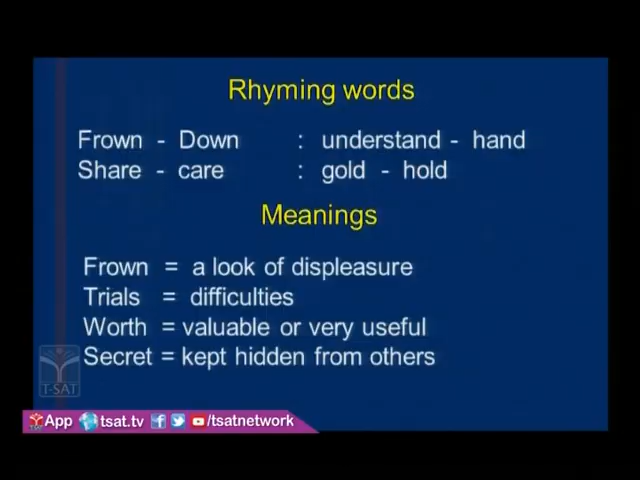 Rhyming words
Frown - Down : understand - hand
Share - care : gold - hold
Meanings
Frown = a look of displeasure
Trials = difficulties
Worth = valuable or very useful
Secret = kept hidden from others
T-SAT
App tsat.tv /tsatnetwork